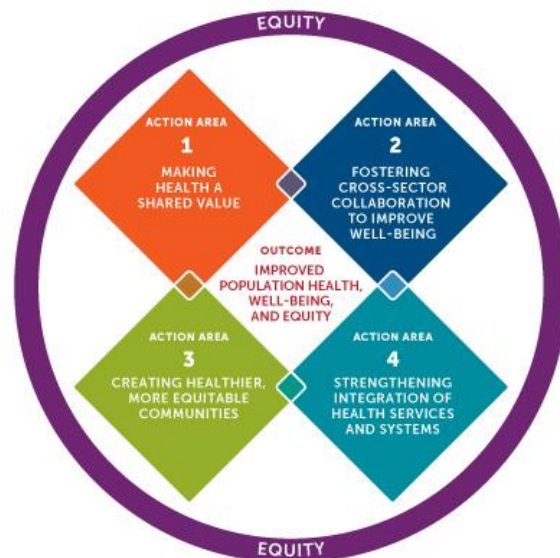 EQUITY
ACTION AREA
1
MAKING
HEALTH A
SHARED VALUE
ACTION AREA
2
FOSTERING
CROSS-SECTOR
COLLABORATION
TO IMPROVE
WELL-BEING
OUTCOME
IMPROVED
POPULATION HEALTH,
WELL-BEING,
AND EQUITY
ACTION AREA
3
CREATING HEALTHIER,
MORE EQUITABLE
COMMUNITIES
ACTION AREA
4
STRENGTHENING
INTEGRATION OF
HEALTH SERVICES
AND SYSTEMS
EQUITY